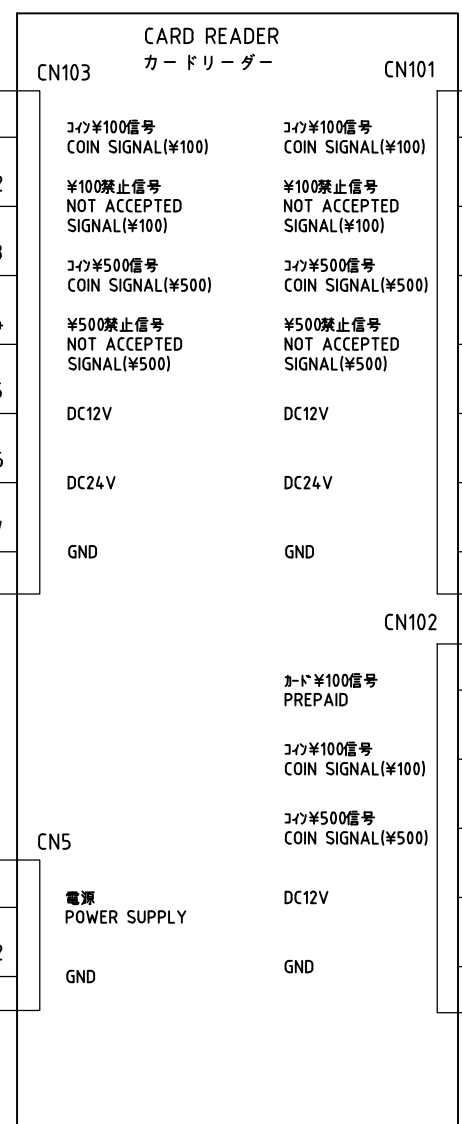 CARD READER
カードリーダー
CN103
ｺｲﾝ¥100信号
COIN SIGNAL(¥100)
¥100禁止信号
NOT ACCEPTED
SIGNAL(¥100)
ｺｲﾝ¥500信号
COIN SIGNAL(¥500)
¥500禁止信号
NOT ACCEPTED
SIGNAL(¥500)
DC12V
DC24V
GND
CN101
ｺｲﾝ¥100信号
COIN SIGNAL(¥100)
¥100禁止信号
NOT ACCEPTED
SIGNAL(¥100)
ｺｲﾝ¥500信号
COIN SIGNAL(¥500)
¥500禁止信号
NOT ACCEPTED
SIGNAL(¥500)
DC12V
DC24V
GND
CN102
ｶｰﾄﾞ¥100信号
PREPAID
ｺｲﾝ¥100信号
COIN SIGNAL(¥100)
ｺｲﾝ¥500信号
COIN SIGNAL(¥500)
DC12V
GND
CN5
電源
POWER SUPPLY
GND